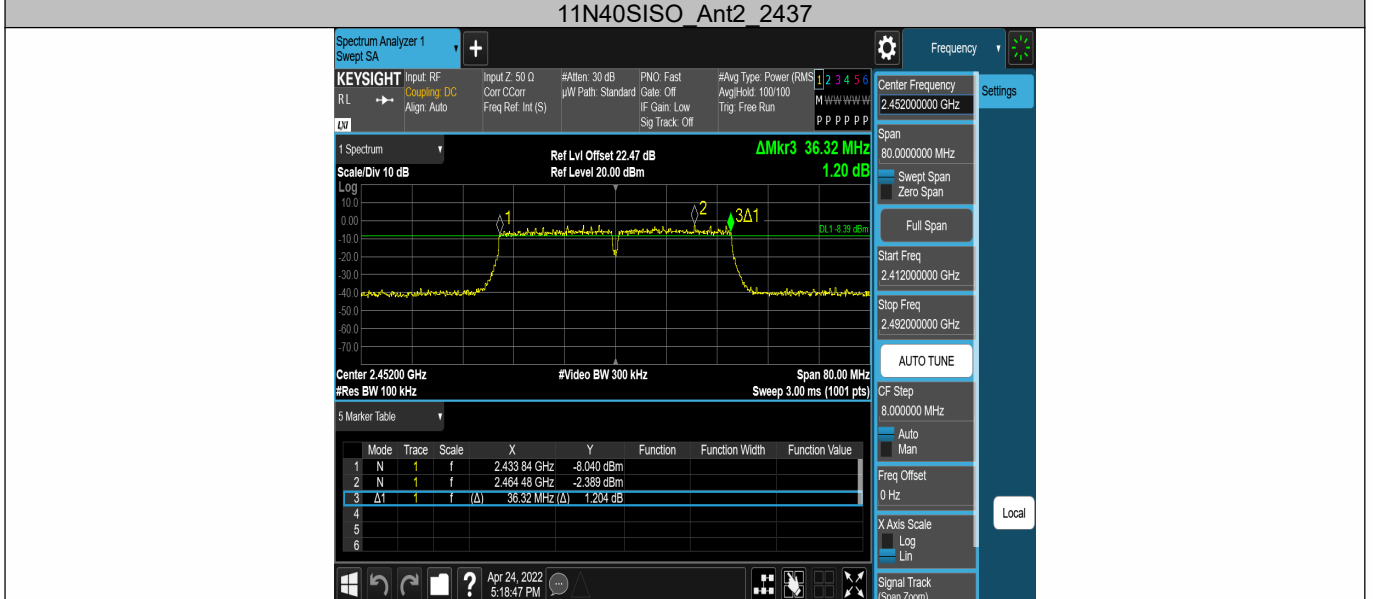 11N40SISO_Ant2_2437
Spectrum Analyzer 1
Swept SA
+
Frequency
KEYSIGHT
RL
LXI
Input: RF
Coupling: DC
Align: Auto
Input Z: 50 Ω
Corr CCorr
Freq Ref: Int (S)
#Atten: 30 dB
µW Path: Standard
PNO: Fast
Gate: Off
IF Gain: Low
Sig Track: Off
#Avg Type: Power (RMS
Avg|Hold: 100/100
Trig: Free Run
1 2 3 4 5 6
M W W W W W
P P P P P P
1 Spectrum
Scale/Div 10 dB
Ref Lvl Offset 22.47 dB
Ref Level 20.00 dBm
ΔMkr3 36.32 MHz
1.20 dB
Log
10.0
0.00
-10.0
-20.0
-30.0
-40.0
-50.0
-60.0
-70.0
1
2
3Δ1
DL1 -8.39 dBm
Center 2.45200 GHz
#Video BW 300 kHz
Span 80.00 MHz
#Res BW 100 kHz
Sweep 3.00 ms (1001 pts)
5 Marker Table
Mode Trace Scale X Y Function Function Width Function Value
1 N 1 f 2.433 84 GHz -8.040 dBm
2 N 1 f 2.464 48 GHz -2.389 dBm
3 Δ1 1 f (Δ) 36.32 MHz (Δ) 1.204 dB
4
5
6
?
Apr 24, 2022
5:18:47 PM
Center Frequency
2.452000000 GHz
Settings
Span
80.0000000 MHz
Swept Span
Zero Span
Full Span
Start Freq
2.412000000 GHz
Stop Freq
2.492000000 GHz
AUTO TUNE
CF Step
8.000000 MHz
Auto
Man
Freq Offset
0 Hz
X Axis Scale
Log
Lin
Local
Signal Track
(Span Zoom)